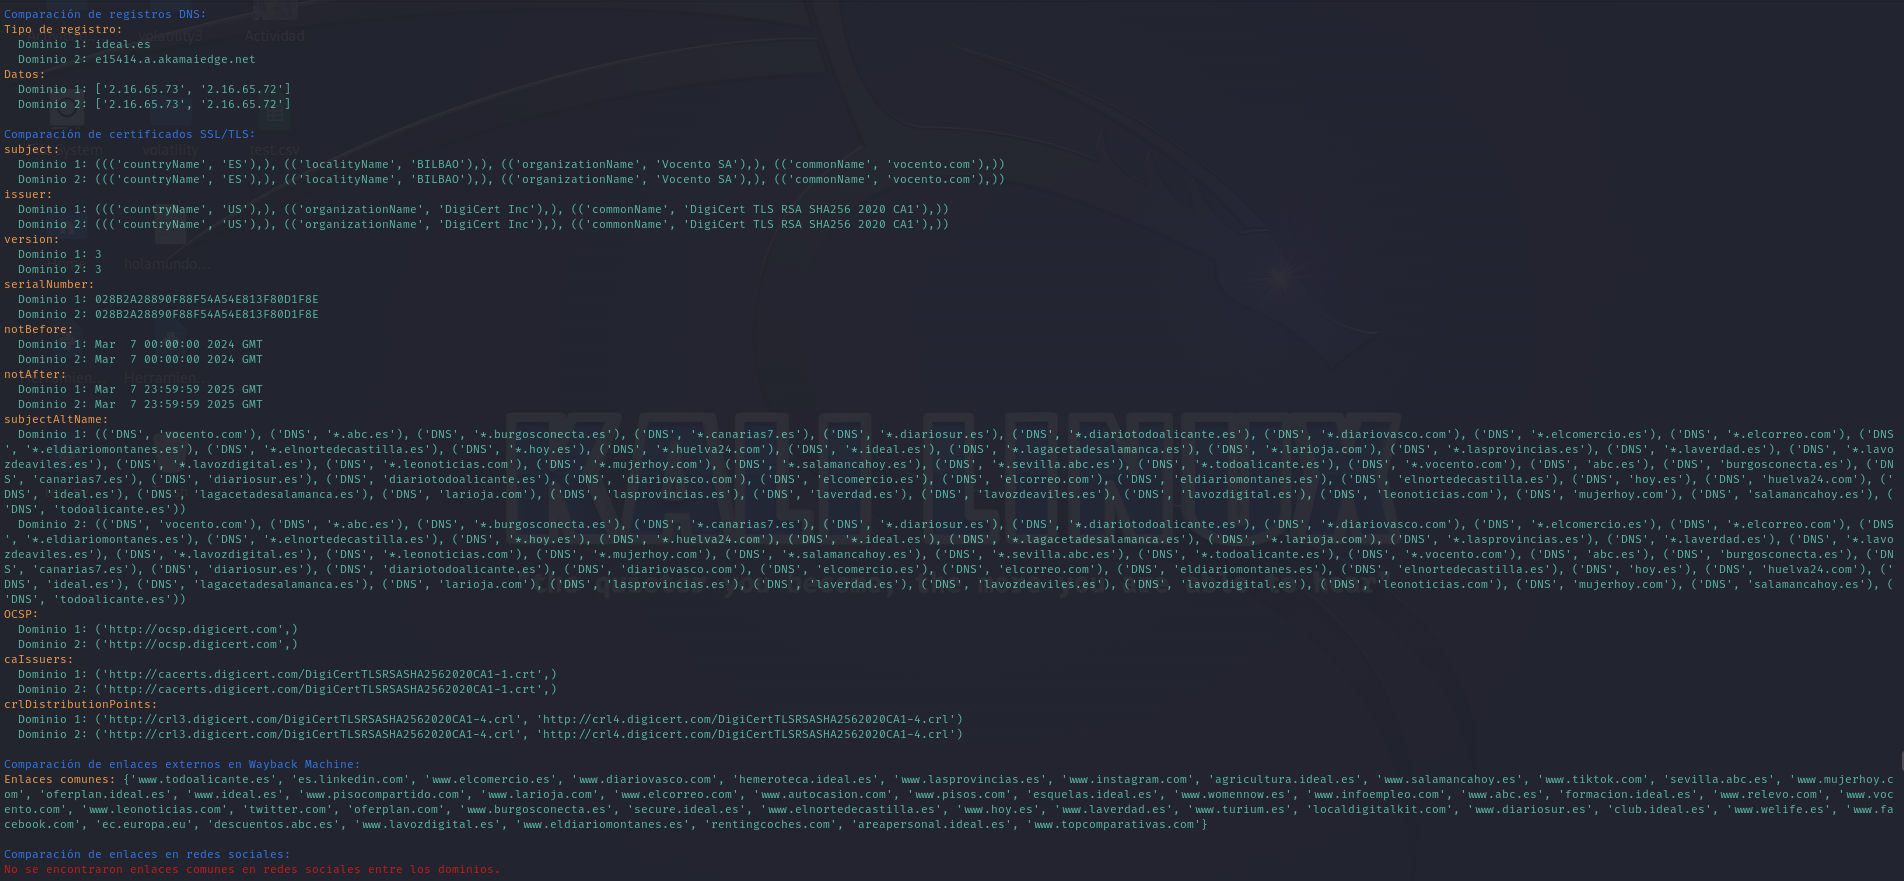 Comparación de registros DNS:
Tipo de registro:
  Dominio 1: ideal.es
  Dominio 2: e15414.a.akamaiedge.net
Datos:
  Dominio 1: ['2.16.65.73', '2.16.65.72']
  Dominio 2: ['2.16.65.73', '2.16.65.72']

Comparación de certificados SSL/TLS:
subject:
  Dominio 1: ((('countryName', 'ES'),), (('localityName', 'BILBAO'),), (('organizationName', 'Vocento SA'),), (('commonName', 'vocento.com'),))
  Dominio 2: ((('countryName', 'ES'),), (('localityName', 'BILBAO'),), (('organizationName', 'Vocento SA'),), (('commonName', 'vocento.com'),))
issuer:
  Dominio 1: ((('countryName', 'US'),), (('organizationName', 'DigiCert Inc'),), (('commonName', 'DigiCert TLS RSA SHA256 2020 CA1'),))
  Dominio 2: ((('countryName', 'US'),), (('organizationName', 'DigiCert Inc'),), (('commonName', 'DigiCert TLS RSA SHA256 2020 CA1'),))
version:
  Dominio 1: 3
  Dominio 2: 3
serialNumber:
  Dominio 1: 028B2A28890F88F54A54E813F80D1F8E
  Dominio 2: 028B2A28890F88F54A54E813F80D1F8E
notBefore:
  Dominio 1: Mar  7 00:00:00 2024 GMT
  Dominio 2: Mar  7 00:00:00 2024 GMT
notAfter:
  Dominio 1: Mar  7 23:59:59 2025 GMT
  Dominio 2: Mar  7 23:59:59 2025 GMT
subjectAltName:
  Dominio 1: (('DNS', 'vocento.com'), ('DNS', '*.abc.es'), ('DNS', '*.burgosconecta.es'), ('DNS', '*.canarias7.es'), ('DNS', '*.diariosur.es'), ('DNS', '*.diariotodoalicante.es'), ('DNS', '*.diariovasco.com'), ('DNS', '*.elcomercio.es'), ('DNS', '*.elcorreo.com'), ('DNS
', '*.eldiariomontanes.es'), ('DNS', '*.elnortedecastilla.es'), ('DNS', '*.hoy.es'), ('DNS', '*.huelva24.com'), ('DNS', '*.ideal.es'), ('DNS', '*.lagacetadesalamanca.es'), ('DNS', '*.larioja.com'), ('DNS', '*.lasprovincias.es'), ('DNS', '*.laverdad.es'), ('DNS', '*.lavo
zdeaviles.es'), ('DNS', '*.lavozdigital.es'), ('DNS', '*.leonoticias.com'), ('DNS', '*.mujerhoy.com'), ('DNS', '*.salamancahoy.es'), ('DNS', '*.sevilla.abc.es'), ('DNS', '*.todoalicante.es'), ('DNS', '*.vocento.com'), ('DNS', 'abc.es'), ('DNS', 'burgosconecta.es'), ('DN
S', 'canarias7.es'), ('DNS', 'diariosur.es'), ('DNS', 'diariotodoalicante.es'), ('DNS', 'diariovasco.com'), ('DNS', 'elcomercio.es'), ('DNS', 'elcorreo.com'), ('DNS', 'eldiariomontanes.es'), ('DNS', 'elnortedecastilla.es'), ('DNS', 'hoy.es'), ('DNS', 'huelva24.com'), ('
DNS', 'ideal.es'), ('DNS', 'lagacetadesalamanca.es'), ('DNS', 'larioja.com'), ('DNS', 'lasprovincias.es'), ('DNS', 'laverdad.es'), ('DNS', 'lavozdeaviles.es'), ('DNS', 'lavozdigital.es'), ('DNS', 'leonoticias.com'), ('DNS', 'mujerhoy.com'), ('DNS', 'salamancahoy.es'), (
'DNS', 'todoalicante.es'))
  Dominio 2: (('DNS', 'vocento.com'), ('DNS', '*.abc.es'), ('DNS', '*.burgosconecta.es'), ('DNS', '*.canarias7.es'), ('DNS', '*.diariosur.es'), ('DNS', '*.diariotodoalicante.es'), ('DNS', '*.diariovasco.com'), ('DNS', '*.elcomercio.es'), ('DNS', '*.elcorreo.com'), ('DNS
', '*.eldiariomontanes.es'), ('DNS', '*.elnortedecastilla.es'), ('DNS', '*.hoy.es'), ('DNS', '*.huelva24.com'), ('DNS', '*.ideal.es'), ('DNS', '*.lagacetadesalamanca.es'), ('DNS', '*.larioja.com'), ('DNS', '*.lasprovincias.es'), ('DNS', '*.laverdad.es'), ('DNS', '*.lavo
zdeaviles.es'), ('DNS', '*.lavozdigital.es'), ('DNS', '*.leonoticias.com'), ('DNS', '*.mujerhoy.com'), ('DNS', '*.salamancahoy.es'), ('DNS', '*.sevilla.abc.es'), ('DNS', '*.todoalicante.es'), ('DNS', '*.vocento.com'), ('DNS', 'abc.es'), ('DNS', 'burgosconecta.es'), ('DN
S', 'canarias7.es'), ('DNS', 'diariosur.es'), ('DNS', 'diariotodoalicante.es'), ('DNS', 'diariovasco.com'), ('DNS', 'elcomercio.es'), ('DNS', 'elcorreo.com'), ('DNS', 'eldiariomontanes.es'), ('DNS', 'elnortedecastilla.es'), ('DNS', 'hoy.es'), ('DNS', 'huelva24.com'), ('
DNS', 'ideal.es'), ('DNS', 'lagacetadesalamanca.es'), ('DNS', 'larioja.com'), ('DNS', 'lasprovincias.es'), ('DNS', 'laverdad.es'), ('DNS', 'lavozdeaviles.es'), ('DNS', 'lavozdigital.es'), ('DNS', 'leonoticias.com'), ('DNS', 'mujerhoy.com'), ('DNS', 'salamancahoy.es'), (
'DNS', 'todoalicante.es'))
OCSP:
  Dominio 1: ('http://ocsp.digicert.com',)
  Dominio 2: ('http://ocsp.digicert.com',)
caIssuers:
  Dominio 1: ('http://cacerts.digicert.com/DigiCertTLSRSASHA2562020CA1-1.crt',)
  Dominio 2: ('http://cacerts.digicert.com/DigiCertTLSRSASHA2562020CA1-1.crt',)
crlDistributionPoints:
  Dominio 1: ('http://crl3.digicert.com/DigiCertTLSRSASHA2562020CA1-4.crl', 'http://crl4.digicert.com/DigiCertTLSRSASHA2562020CA1-4.crl')
  Dominio 2: ('http://crl3.digicert.com/DigiCertTLSRSASHA2562020CA1-4.crl', 'http://crl4.digicert.com/DigiCertTLSRSASHA2562020CA1-4.crl')

Comparación de enlaces externos en Wayback Machine:
Enlaces comunes: {'www.todoalicante.es', 'es.linkedin.com', 'www.elcomercio.es', 'www.diariovasco.com', 'hemeroteca.ideal.es', 'www.lasprovincias.es', 'www.instagram.com', 'agricultura.ideal.es', 'www.salamancahoy.es', 'www.tiktok.com', 'sevilla.abc.es', 'www.mujerhoy.c
om', 'oferplan.ideal.es', 'www.ideal.es', 'www.pisocompartido.com', 'www.larioja.com', 'www.elcorreo.com', 'www.autocasion.com', 'www.pisos.com', 'esquelas.ideal.es', 'www.womennow.es', 'www.infoempleo.com', 'www.abc.es', 'formacion.ideal.es', 'www.relevo.com', 'www.voc
ento.com', 'www.leonoticias.com', 'twitter.com', 'oferplan.com', 'www.burgosconecta.es', 'secure.ideal.es', 'www.elnortedecastilla.es', 'www.hoy.es', 'www.laverdad.es', 'www.turium.es', 'localdigitalkit.com', 'www.diariosur.es', 'club.ideal.es', 'www.welife.es', 'www.fa
cebook.com', 'ec.europa.eu', 'descuentos.abc.es', 'www.lavozdigital.es', 'www.eldiariomontanes.es', 'rentingcoches.com', 'areapersonal.ideal.es', 'www.topcomparativas.com'}

Comparación de enlaces en redes sociales:
No se encontraron enlaces comunes en redes sociales entre los dominios.